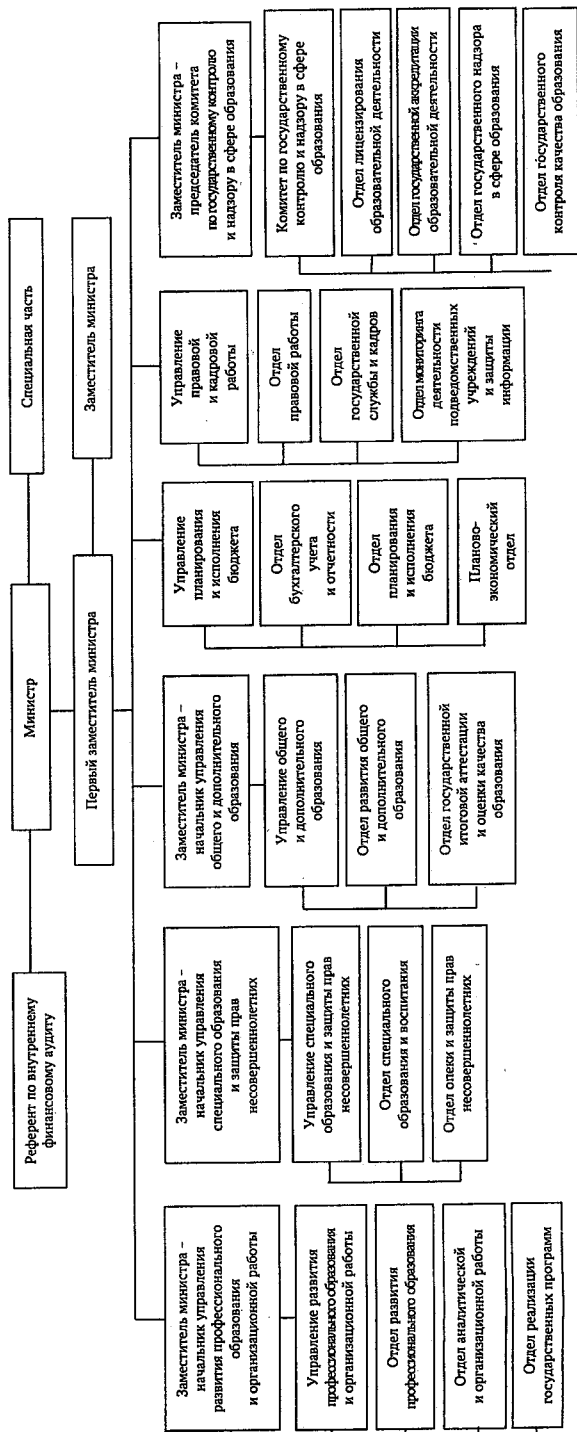 Референт по внутреннему
финансовому аудиту
Министр
Специальная часть
Первый заместитель министра
Заместитель министра
Заместитель министра –
начальник управления
развития профессионального
образования
и организационной работы
Управление развития
профессионального образования
и организационной работы
Отдел развития
профессионального образования
Отдел аналитической
и организационной работы
Отдел реализации
государственных программ
Заместитель министра –
начальник управления
специального образования
и защиты прав
несовершеннолетних
Управление специального
образования и защиты прав
несовершеннолетних
Отдел специального
образования и воспитания
Отдел опеки и защиты прав
несовершеннолетних
Заместитель министра –
начальник управления
общего и дополнительного
образования
Управление общего
и дополнительного
образования
Отдел развития общего
и дополнительного
образования
Отдел государственной
итоговой аттестации
и оценки качества
образования
Управление
планирования
и исполнения
бюджета
Отдел
бухгалтерского
учета
и отчетности
Отдел
планирования
и исполнения
бюджета
Планово-
экономический
отдел
Управление
правовой
и кадровой
работы
Отдел
правовой работы
Отдел
государственной
службы и кадров
Отдел мониторинга
деятельности
подведомственных
учреждений
и защиты
информации
Заместитель министра –
председатель комитета
по государственному контролю
и надзору в сфере образования
Комитет по государственному
контролю и надзору в сфере
образования
Отдел лицензирования
образовательной деятельности
Отдел государственной аккредитации
образовательной деятельности
Отдел государственного надзора
в сфере образования
Отдел государственного
контроля качества образования